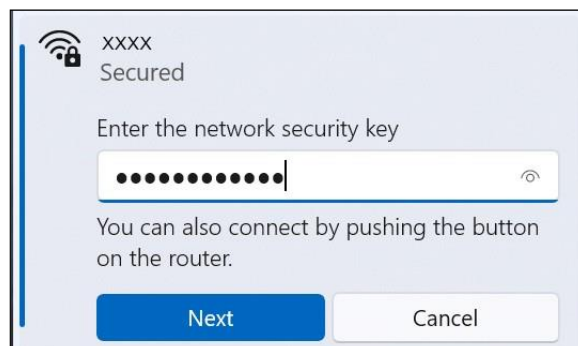 xxxx
Secured
Enter the network security key
●●●●●●●●●●●●
You can also connect by pushing the button
on the router.
Next Cancel